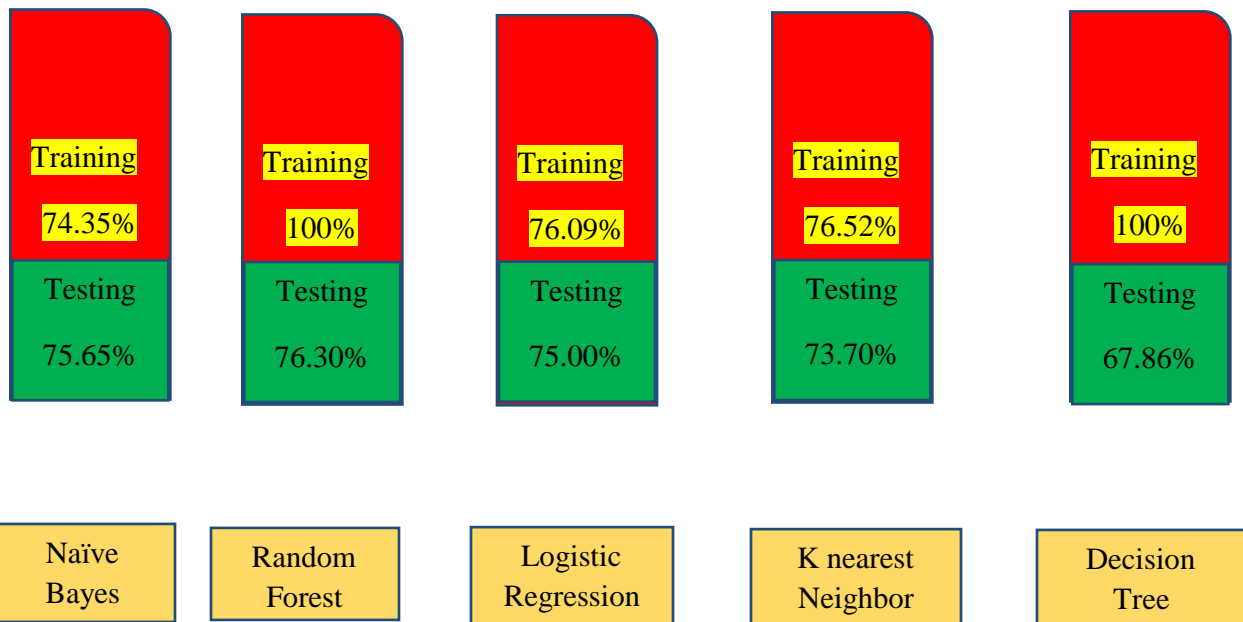 Training
74.35%
Testing
75.65%
Training
100%
Testing
76.30%
Training
76.09%
Testing
75.00%
Training
76.52%
Testing
73.70%
Training
100%
Testing
67.86%
Naïve
Bayes
Random
Forest
Logistic
Regression
K nearest
Neighbor
Decision
Tree